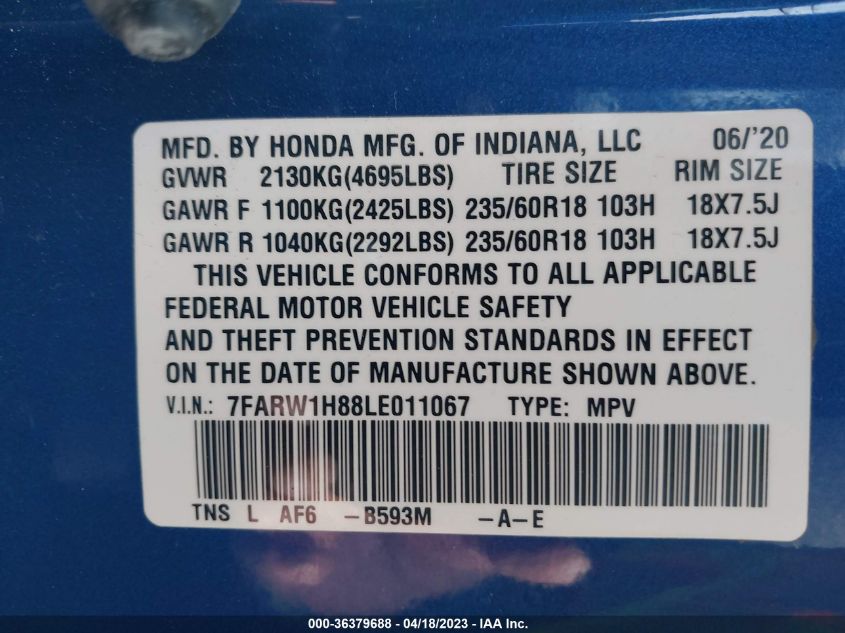 MFD. BY HONDA MFG. OF INDIANA, LLC 06/'20
GVWR 2130KG(4695LBS) TIRE SIZE RIM SIZE
GAWR F 1100KG(2425LBS) 235/60R18 103H 18X7.5J
GAWR R 1040KG(2292LBS) 235/60R18 103H 18X7.5J
THIS VEHICLE CONFORMS TO ALL APPLICABLE
FEDERAL MOTOR VEHICLE SAFETY
AND THEFT PREVENTION STANDARDS IN EFFECT
ON THE DATE OF MANUFACTURE SHOWN ABOVE.
V.I.N.: 7FARW1H88LE011067 TYPE: MPV
TNS L AF6 -B593M -A-E
000-36379688 - 04/18/2023 - IAAI Inc.